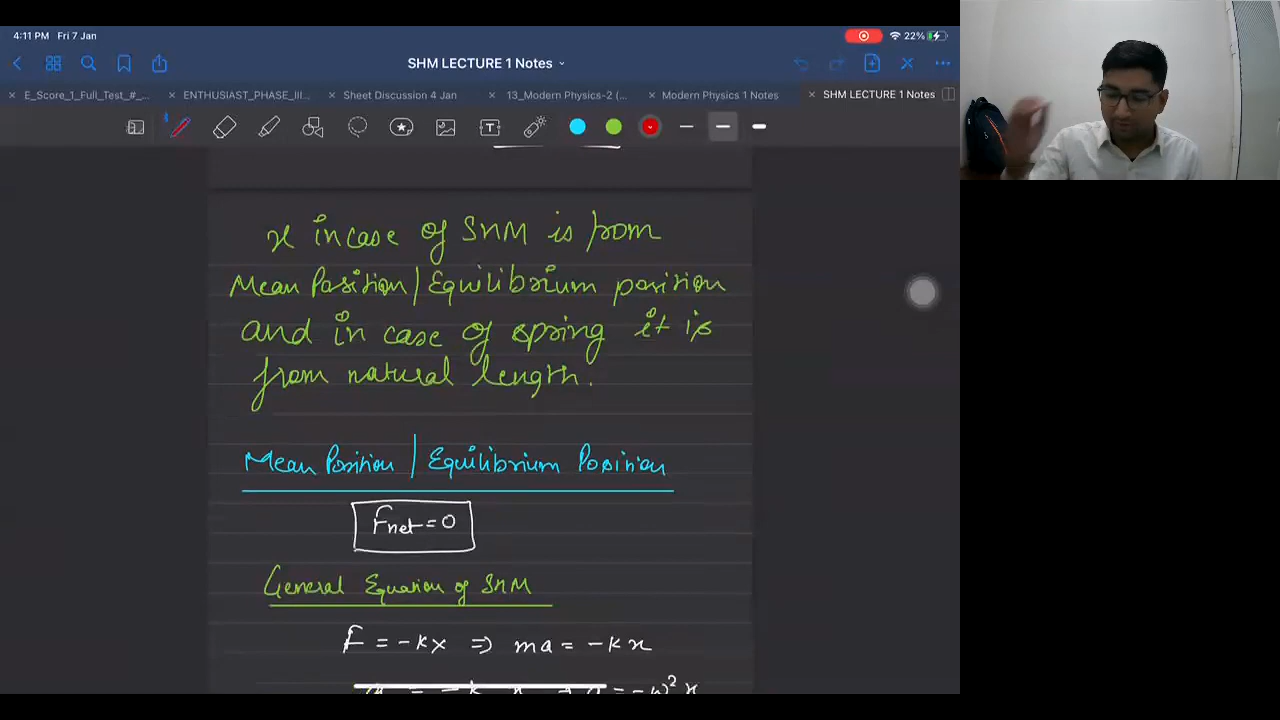 4:11 PM Fri 7 Jan
22%
SHM LECTURE 1 Notes
E_Score_1_Full_Test_#_...
ENTHUSIAST_PHASE_III...
Sheet Discussion 4 Jan
13_Modern Physics-2 (...
Modern Physics 1 Notes
SHM LECTURE 1 Notes
x in case of SHM is from
Mean Position | Equilibrium position
and in case of spring it is
from natural length.
Mean Position | Equilibrium Position
Fnet = 0
General Equation of SHM
F = -kx ⇒ ma = -kx
= -ω²x